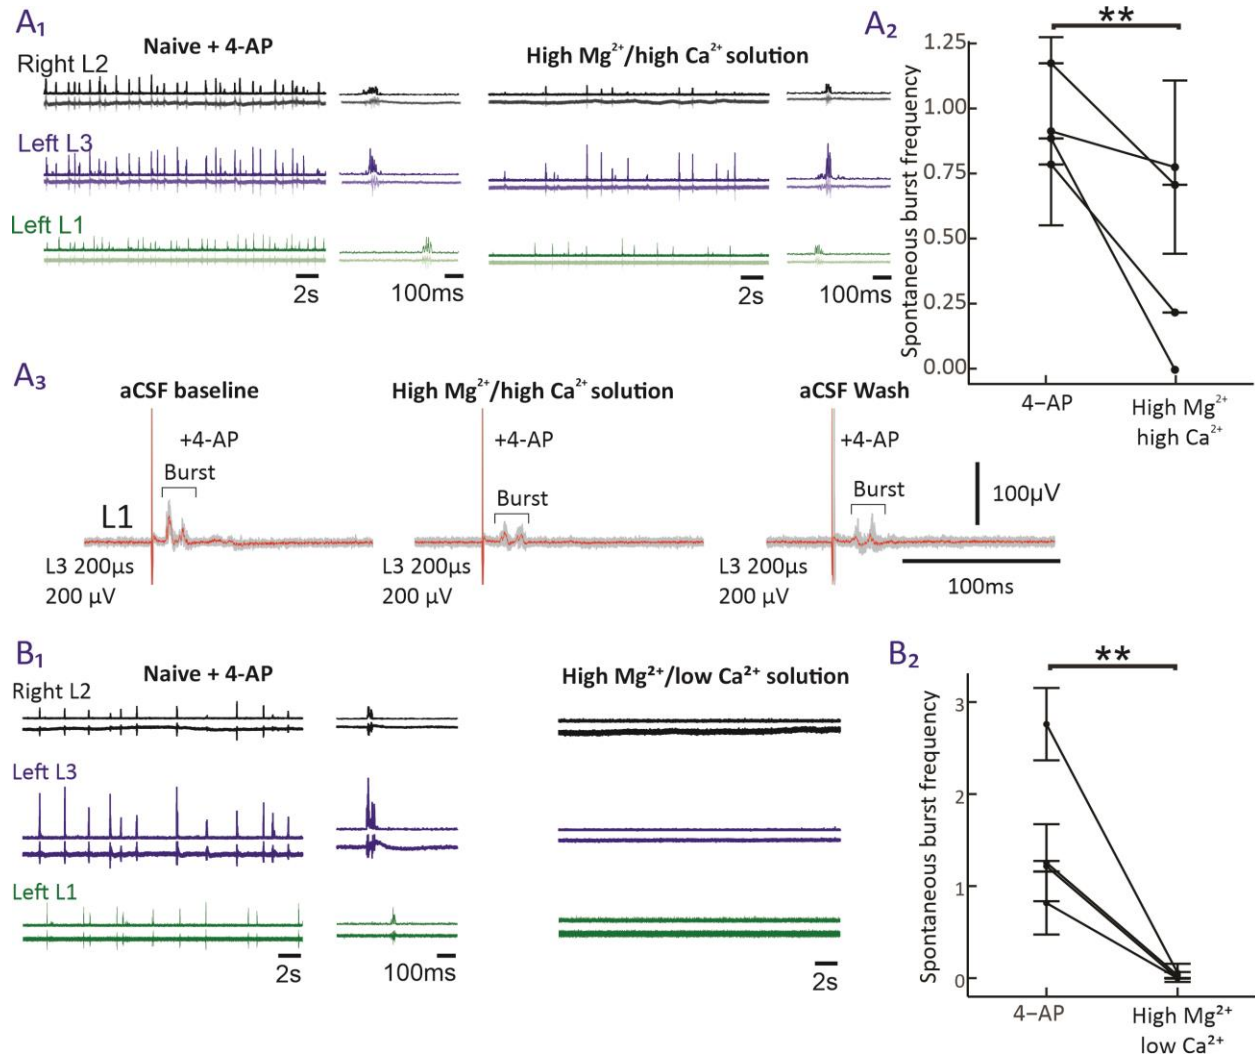 A₁
Naive + 4-AP
High Mg²⁺/high Ca²⁺ solution
Right L2
Left L3
Left L1
2s
100ms
2s
100ms
A₂
**
Spontaneous burst frequency
1.25
1.00
0.75
0.50
0.25
0.00
4−AP
High Mg²⁺
high Ca²⁺
A₃
aCSF baseline
High Mg²⁺/high Ca²⁺ solution
aCSF Wash
+4-AP
+4-AP
+4-AP
Burst
Burst
Burst
100µV
L1
L3 200µs
200 µV
L3 200µs
200 µV
L3 200µs
200 µV
100ms
B₁
Naive + 4-AP
High Mg²⁺/low Ca²⁺ solution
Right L2
Left L3
Left L1
2s
100ms
2s
B₂
**
Spontaneous burst frequency
3
2
1
0
4−AP
High Mg²⁺
low Ca²⁺